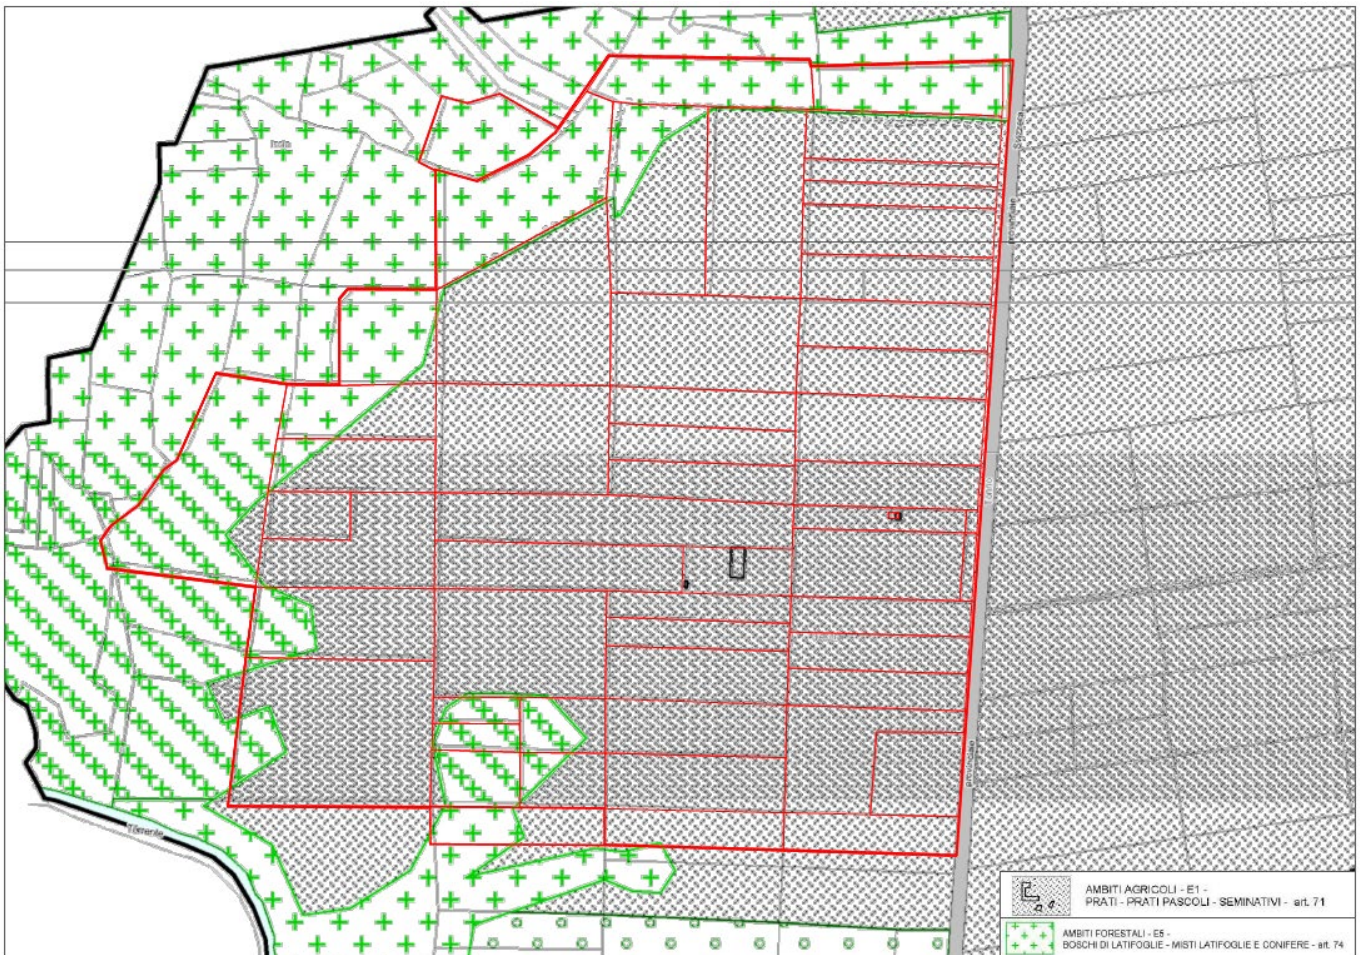 Torrente
provinciale
AMBITI AGRICOLI - E1 -
PRATI - PRATI PASCOLI - SEMINATIVI - art. 71
AMBITI FORESTALI - E5 -
BOSCHI DI LATIFOGLIE - MISTI LATIFOGLIE E CONIFERE - art. 74